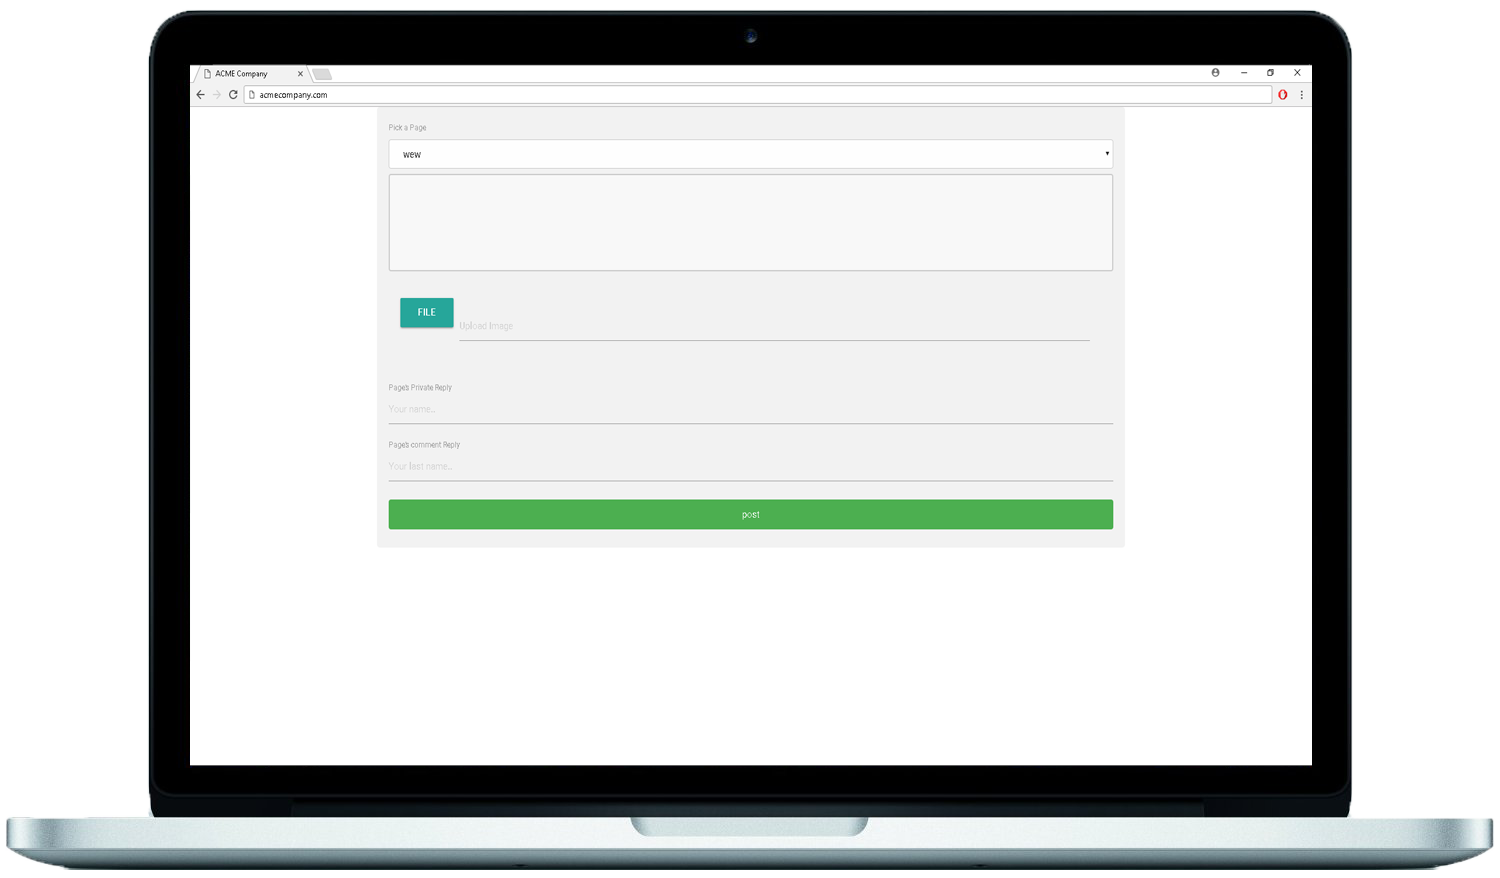 ACME Company
acmecompany.com
Pick a Page
wew
FILE
Upload Image
Page's Private Reply
Your name..
Page's comment Reply
Your last name..
post